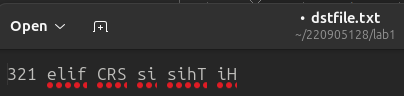 Open
• dstfile.txt
~/220905128/lab1
321 elif CRS si sihT iH